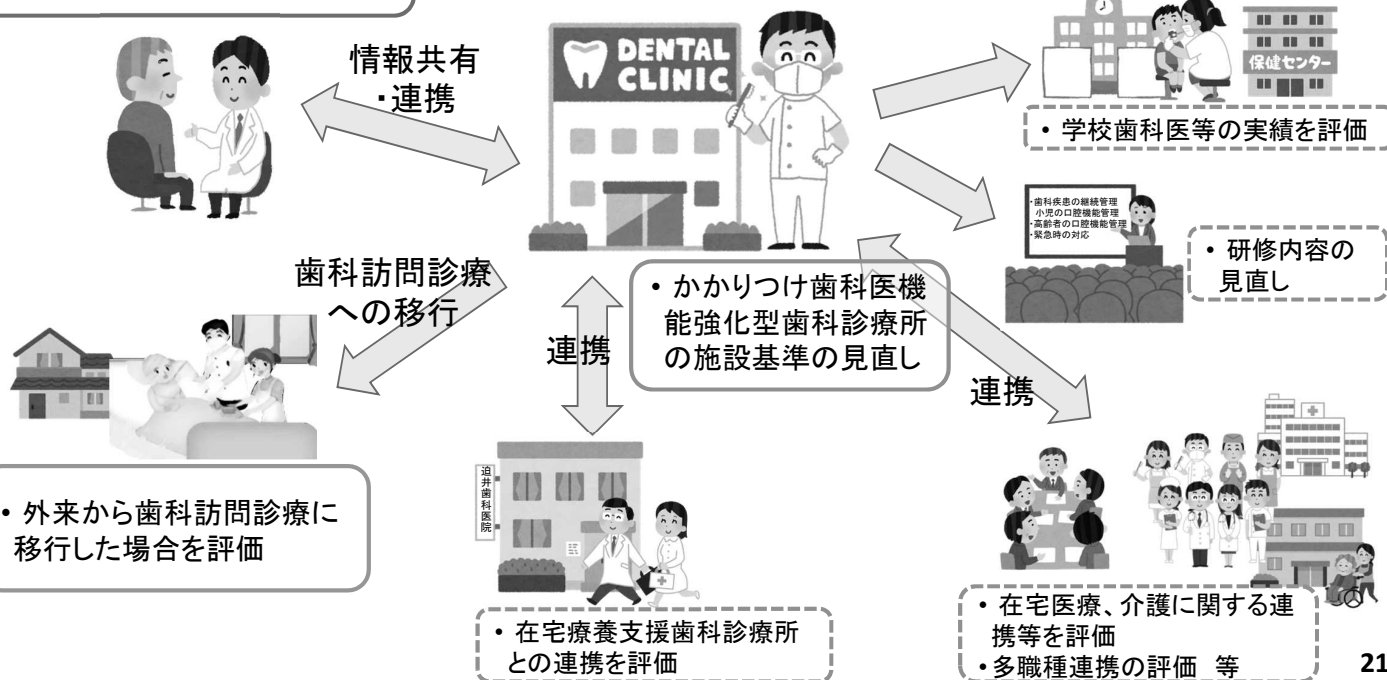 情報共有
・連携
DENTAL
CLINIC
保健センター
• 学校歯科医等の実績を評価
・歯科疾患の継続管理
小児の口腔機能管理
・高齢者の口腔機能管理
・緊急時の対応
• 研修内容の
見直し
歯科訪問診療
への移行
• かかりつけ歯科医機
能強化型歯科診療所
の施設基準の見直し
連携
連携
• 外来から歯科訪問診療に
移行した場合を評価
迫井歯科医院
• 在宅療養支援歯科診療所
との連携を評価
• 在宅医療、介護に関する連
携等を評価
•多職種連携の評価 等
21